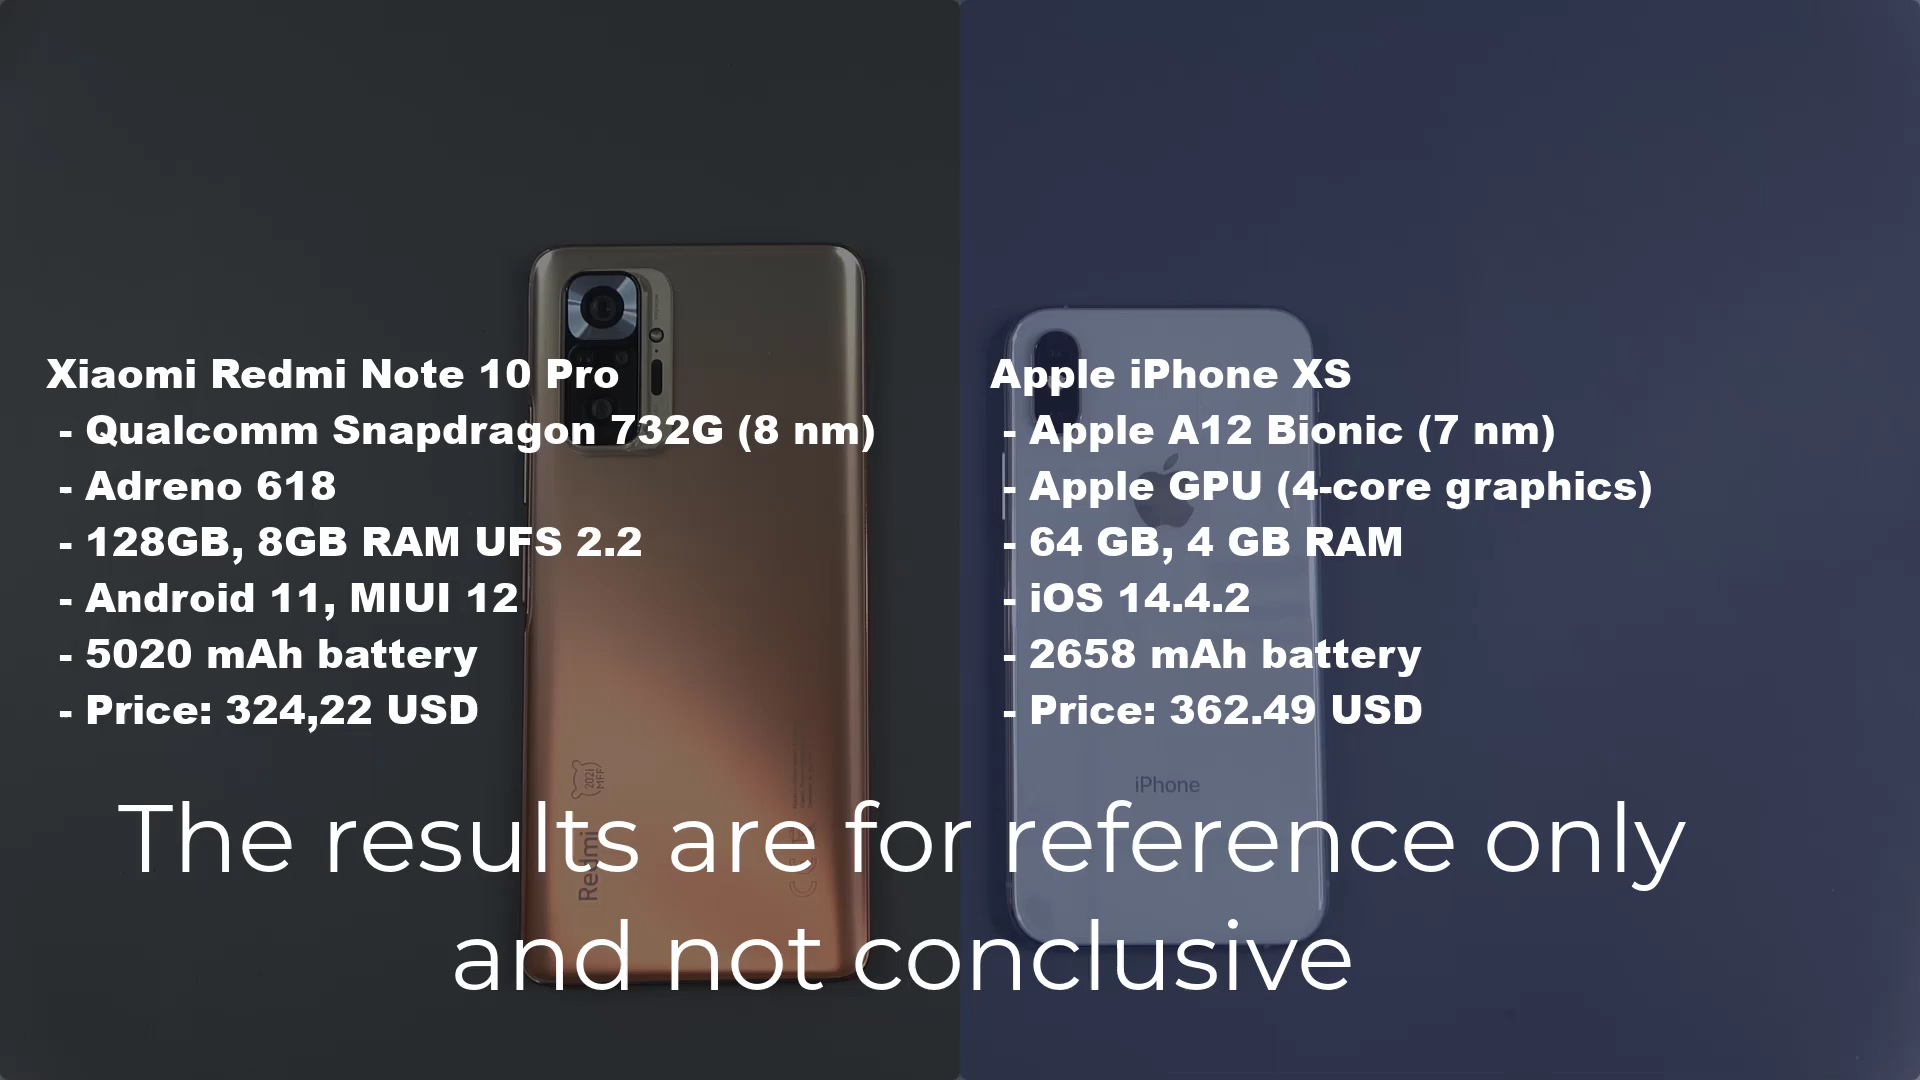 Xiaomi Redmi Note 10 Pro
- Qualcomm Snapdragon 732G (8 nm)
- Adreno 618
- 128GB, 8GB RAM UFS 2.2
- Android 11, MIUI 12
- 5020 mAh battery
- Price: 324,22 USD
Apple iPhone XS
- Apple A12 Bionic (7 nm)
- Apple GPU (4-core graphics)
- 64 GB, 4 GB RAM
- iOS 14.4.2
- 2658 mAh battery
- Price: 362.49 USD
2021
MFF
Redmi
iPhone
The results are for reference only
and not conclusive